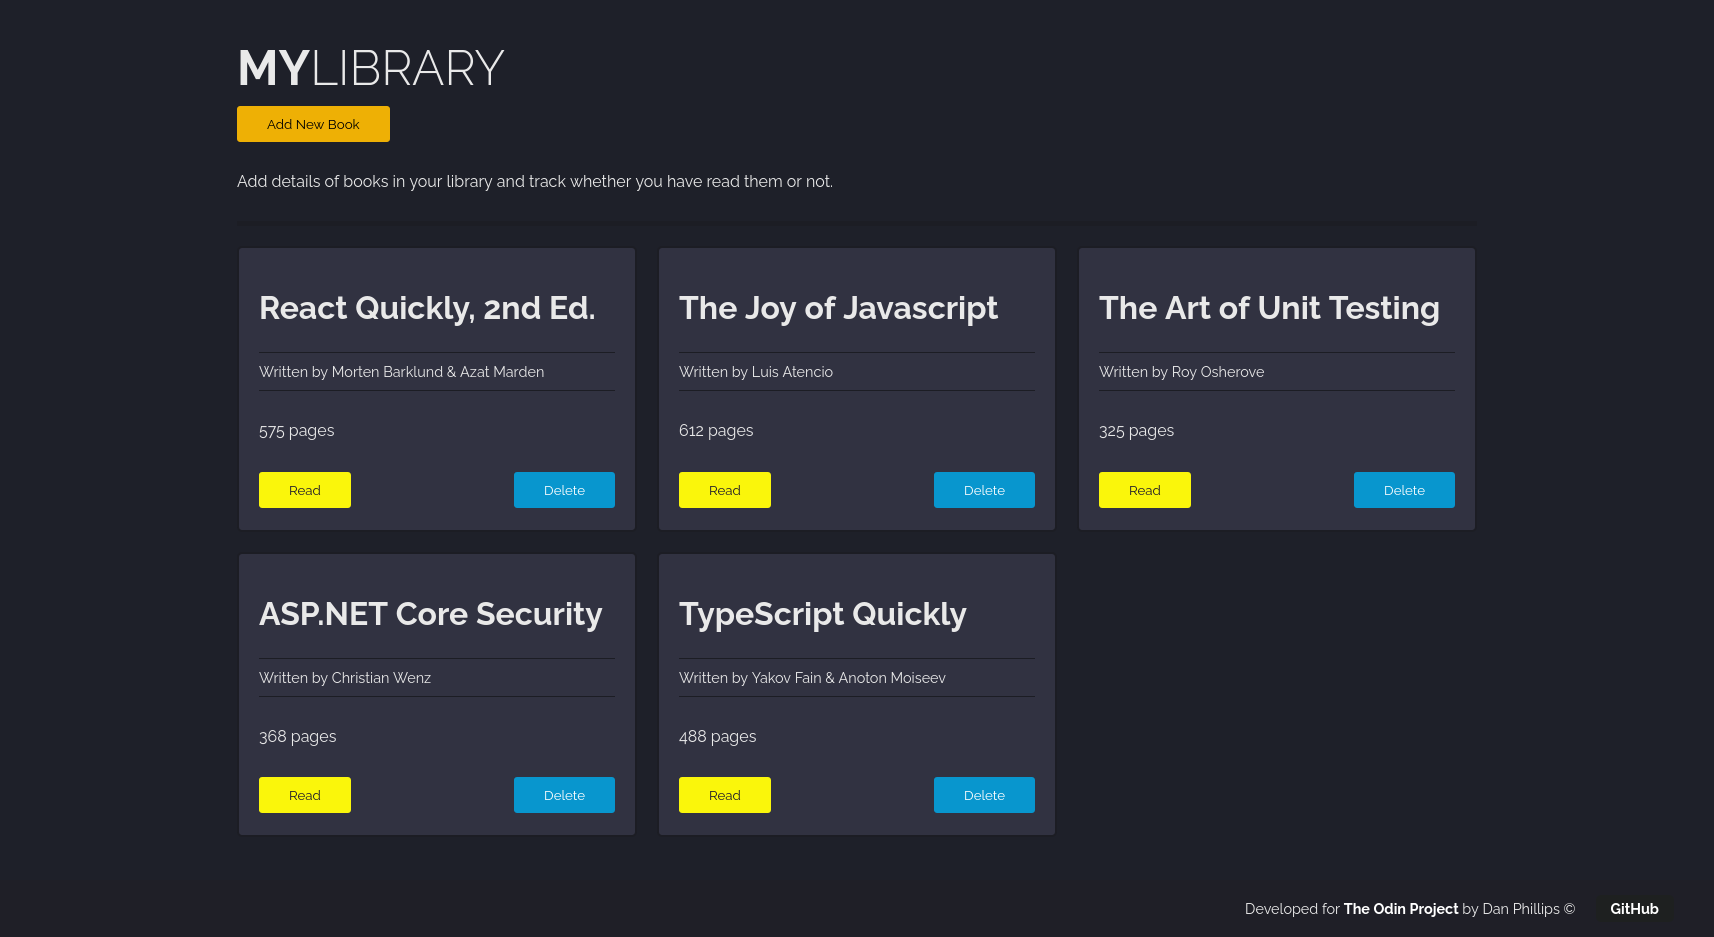 MYLIBRARY
Add New Book
Add details of books in your library and track whether you have read them or not.
React Quickly, 2nd Ed.
Written by Morten Barklund & Azat Marden
575 pages
Read
Delete
The Joy of Javascript
Written by Luis Atencio
612 pages
Read
Delete
The Art of Unit Testing
Written by Roy Osherove
325 pages
Read
Delete
ASP.NET Core Security
Written by Christian Wenz
368 pages
Read
Delete
TypeScript Quickly
Written by Yakov Fain & Anoton Moiseev
488 pages
Read
Delete
Developed for The Odin Project by Dan Phillips © GitHub